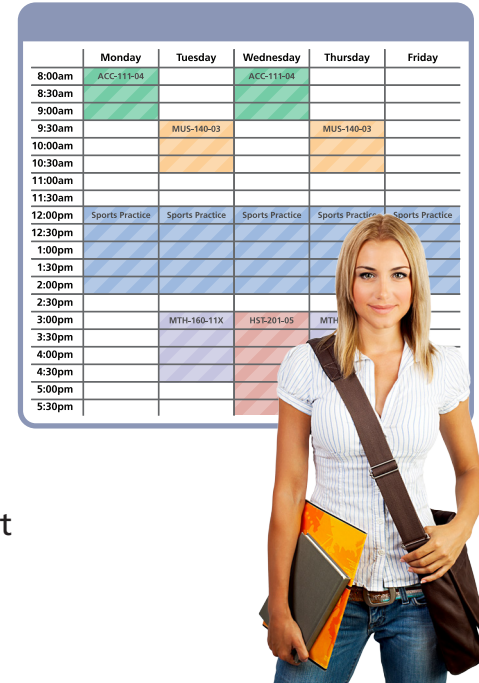 Monday Tuesday Wednesday Thursday Friday
8:00am ACC-111-04 ACC-111-04
8:30am
9:00am
9:30am MUS-140-03 MUS-140-03
10:00am
10:30am
11:00am
11:30am
12:00pm Sports Practice Sports Practice Sports Practice Sports Practice Sports Practice
12:30pm
1:00pm
1:30pm
2:00pm
2:30pm
3:00pm MTH-160-11X HST-201-05 MTH
3:30pm
4:00pm
4:30pm
5:00pm
5:30pm
t